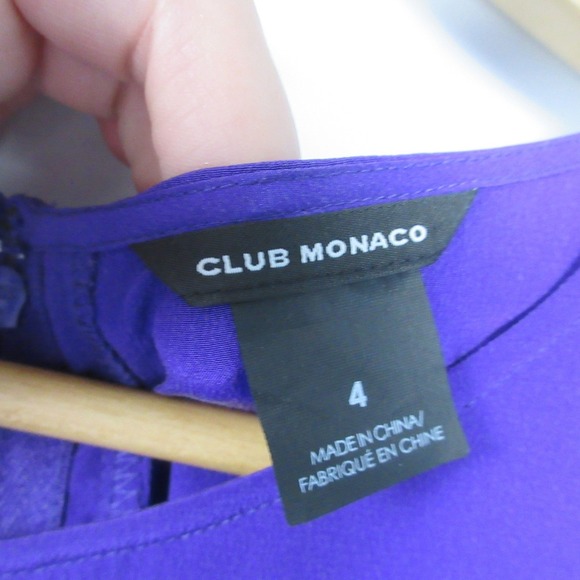 CLUB MONACO
4
MADE IN CHINA/
FABRIQUÉ EN CHINE